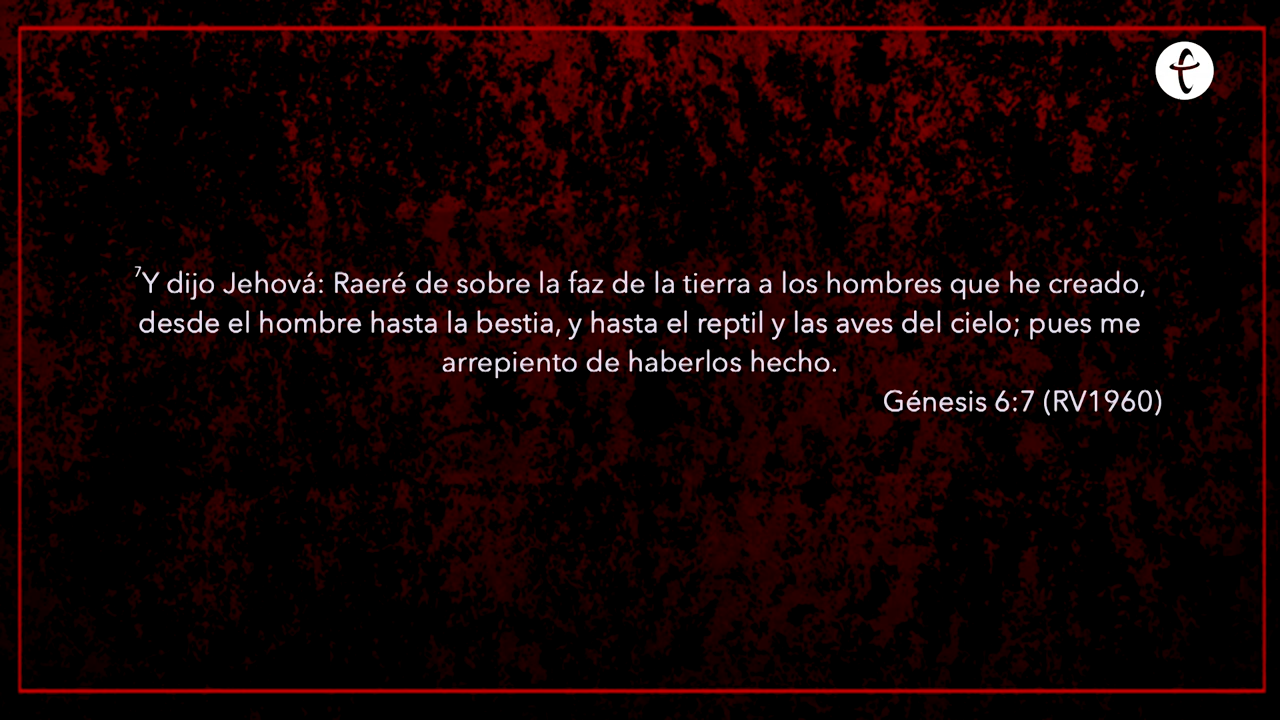 ⁷Y dijo Jehová: Raeré de sobre la faz de la tierra a los hombres que he creado,
desde el hombre hasta la bestia, y hasta el reptil y las aves del cielo; pues me
arrepiento de haberlos hecho.
Génesis 6:7 (RV1960)